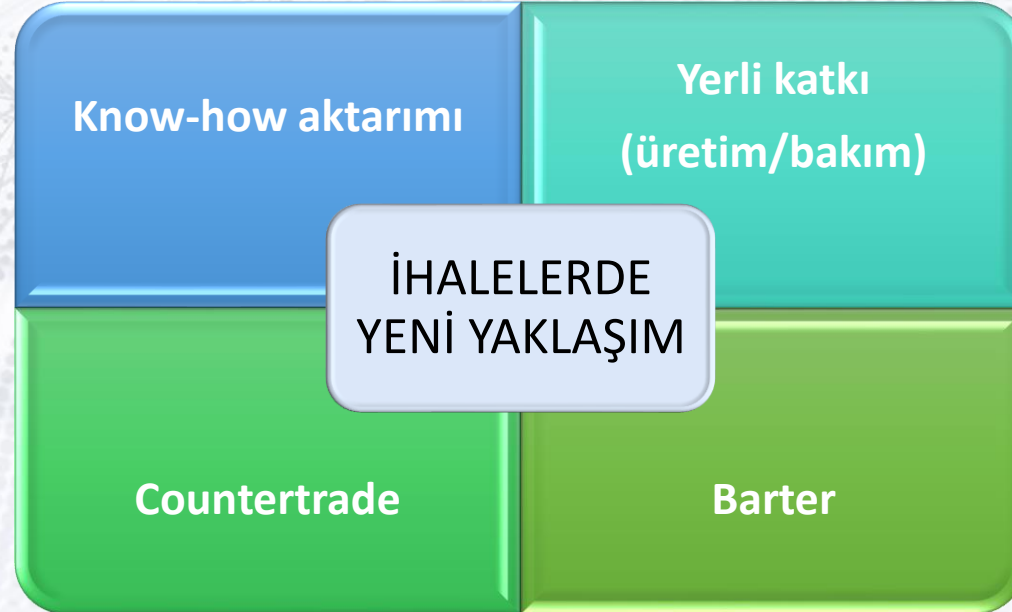 Know-how aktarımı
Yerli katkı
(üretim/bakım)
İHALELERDE
YENİ YAKLAŞIM
Countertrade
Barter